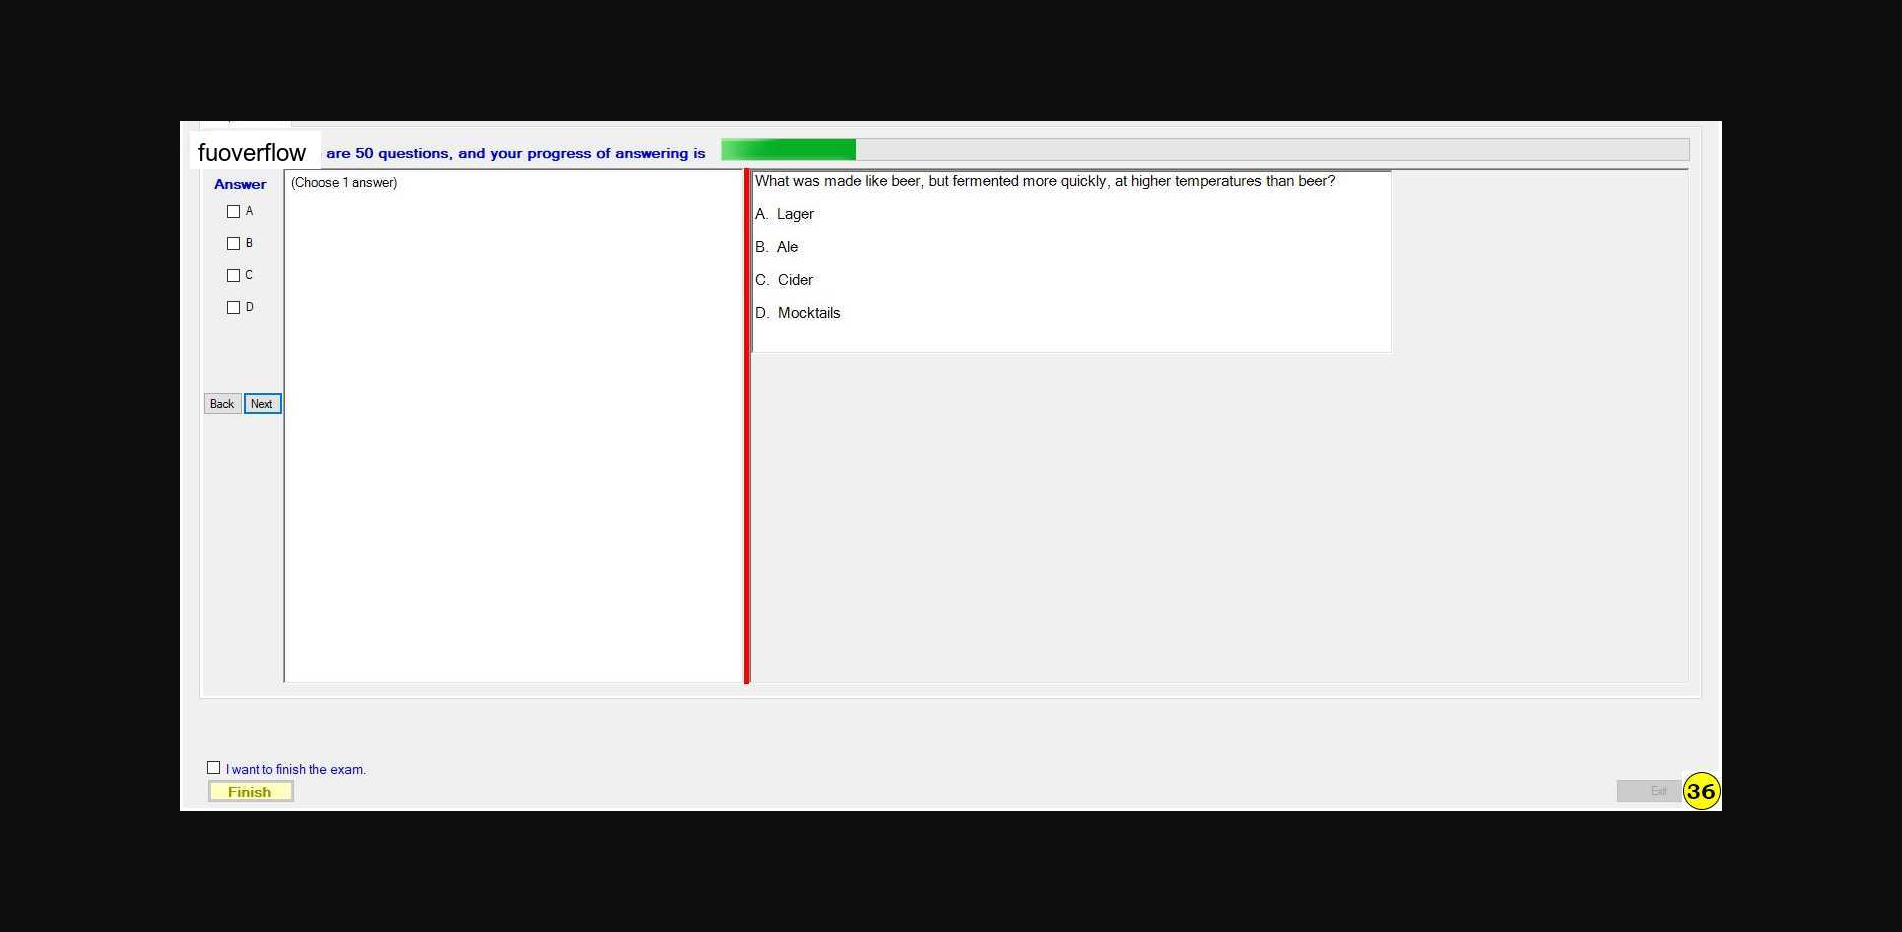 fuoverflow are 50 questions, and your progress of answering is
Answer
A
B
C
D
Back Next
(Choose 1 answer)
What was made like beer, but fermented more quickly, at higher temperatures than beer?
A. Lager
B. Ale
C. Cider
D. Mocktails
I want to finish the exam.
Finish
Exit
36